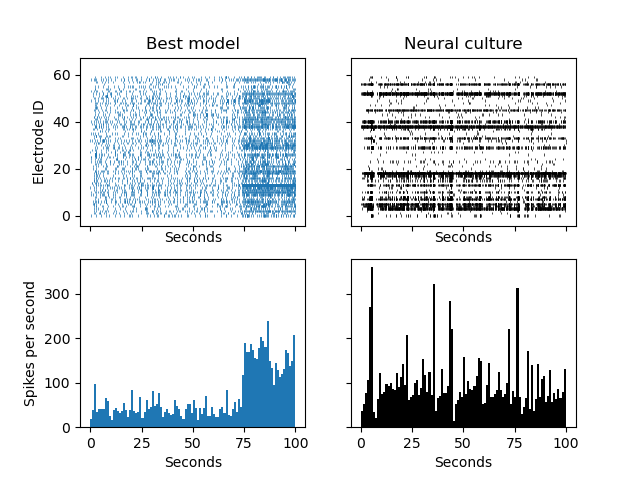 Best model
Neural culture
Electrode ID
60
40
20
0
Seconds
Seconds
Spikes per second
300
200
100
0
0
25
50
75
100
0
25
50
75
100
Seconds
Seconds